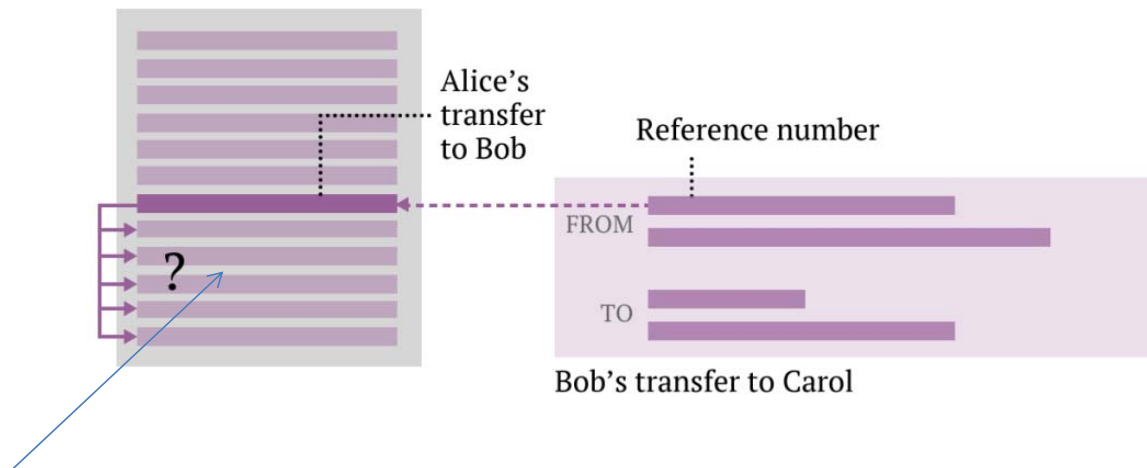 Alice's
transfer
to Bob
Reference number
FROM
?
TO
Bob's transfer to Carol